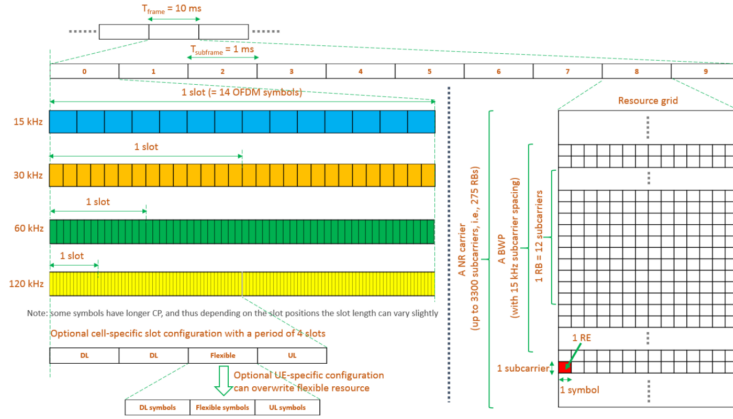 Tframe = 10 ms
Tsubframe = 1 ms
0 1 2 3 4 5 6 7 8 9
1 slot (= 14 OFDM symbols)
15 kHz
1 slot
30 kHz
1 slot
60 kHz
1 slot
120 kHz
Note: some symbols have longer CP, and thus depending on the slot positions the slot length can vary slightly
Optional cell-specific slot configuration with a period of 4 slots
DL DL Flexible UL
Optional UE-specific configuration
can overwrite flexible resource
DL symbols Flexible symbols UL symbols
A NR carrier
(up to 3300 subcarriers, i.e., 275 RBs)
A BWP
(with 15 kHz subcarrier spacing)
1 RB = 12 subcarriers
Resource grid
1 RE
1 subcarrier
1 symbol